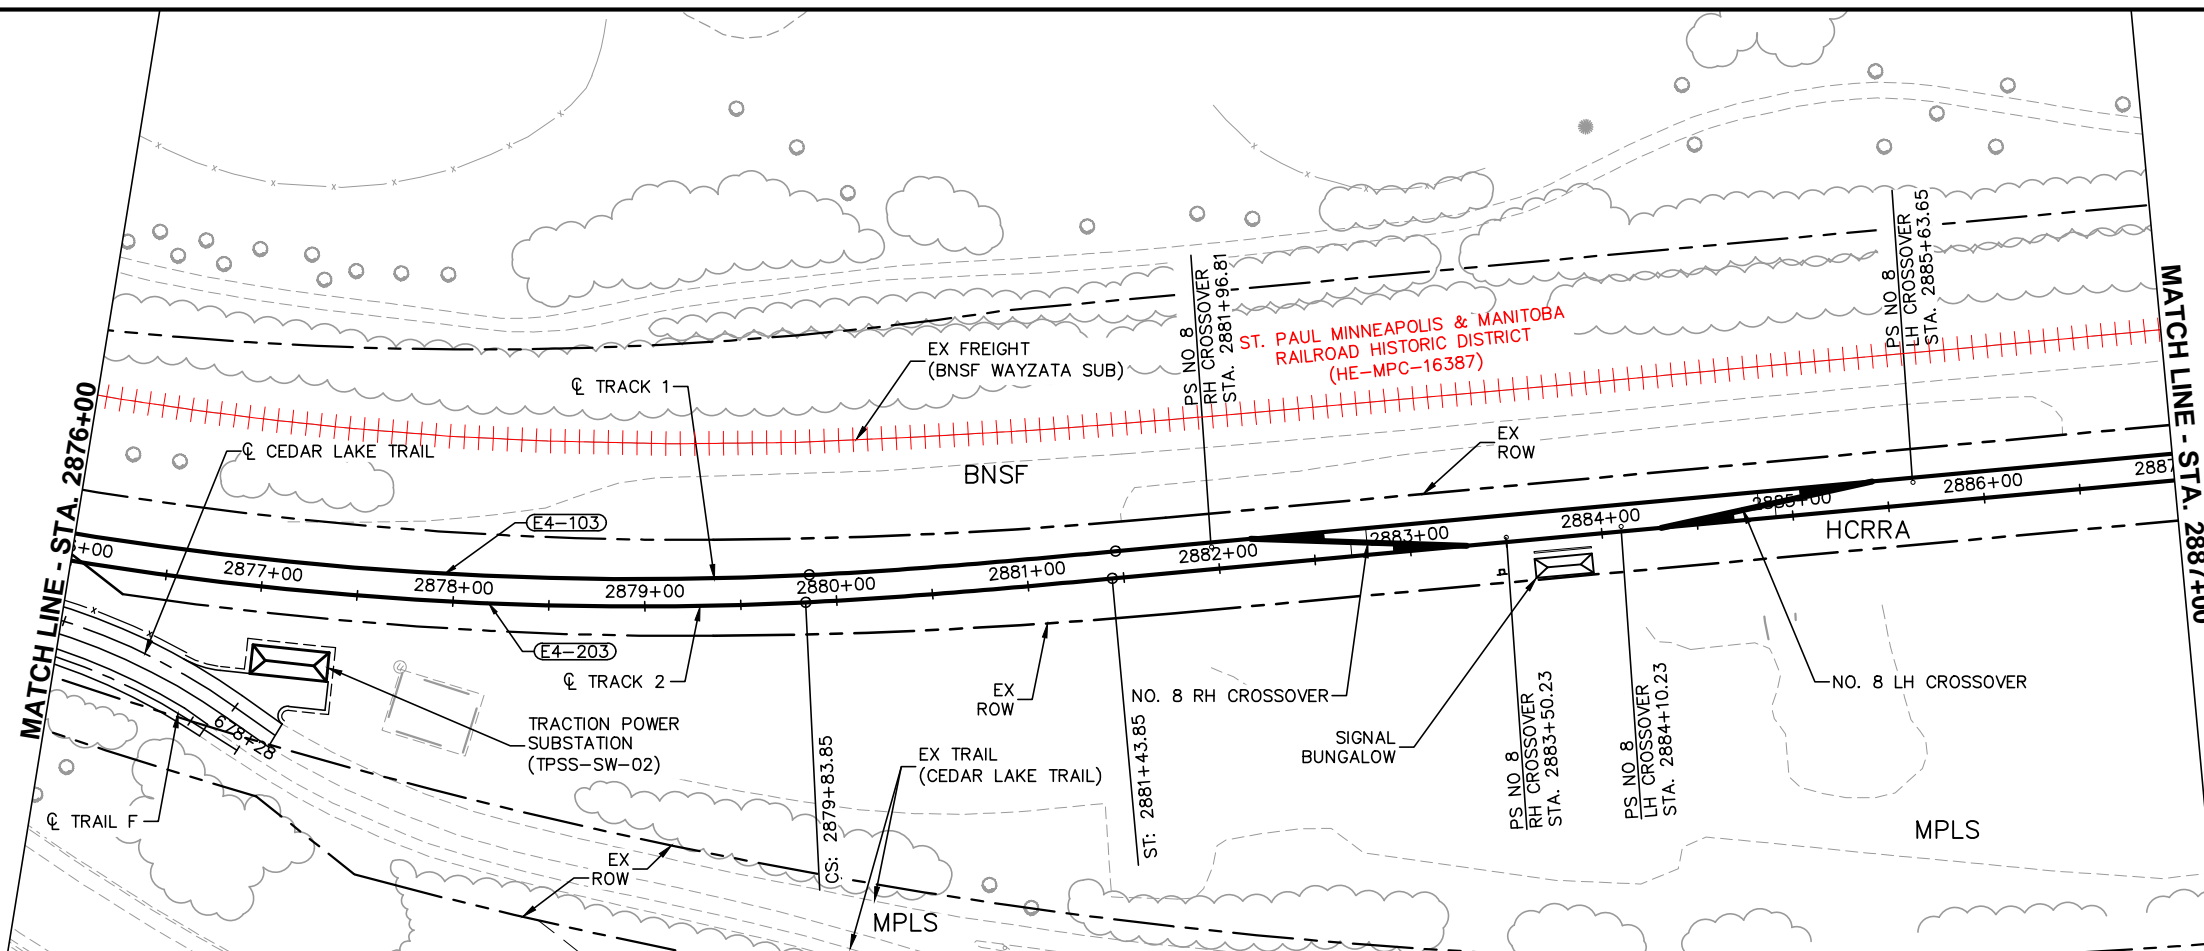 MATCH LINE - STA. 2876+00
MATCH LINE - STA. 2887+00
PS NO 8
RH CROSSOVER
STA. 2881+96.81
PS NO 8
LH CROSSOVER
STA. 2885+63.65
ST. PAUL MINNEAPOLIS & MANITOBA
RAILROAD HISTORIC DISTRICT
(HE-MPC-16387)
EX FREIGHT
(BNSF WAYZATA SUB)
℄ TRACK 1
℄ CEDAR LAKE TRAIL
BNSF
EX
ROW
E4-103
+00
2877+00
2878+00
2879+00
2880+00
2881+00
2882+00
2883+00
2884+00
2885+00
2886+00
2887
HCRRA
E4-203
℄ TRACK 2
EX
ROW
NO. 8 RH CROSSOVER
NO. 8 LH CROSSOVER
SIGNAL
BUNGALOW
TRACTION POWER
SUBSTATION
(TPSS-SW-02)
678+28
℄ TRAIL F
EX
ROW
EX TRAIL
(CEDAR LAKE TRAIL)
CS: 2879+83.85
ST: 2881+43.85
PS NO 8
RH CROSSOVER
STA. 2883+50.23
PS NO 8
LH CROSSOVER
STA. 2884+10.23
MPLS
MPLS